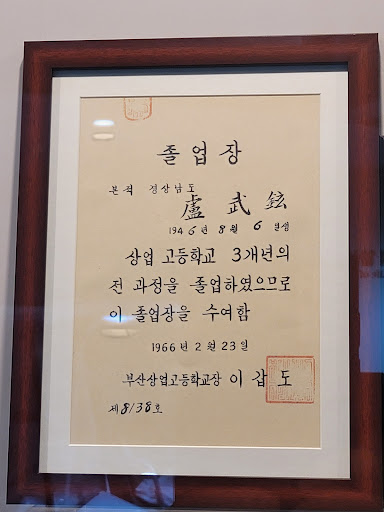 졸업장
본적 경상남도
盧武鉉
1946년 8월 6일생
상업 고등학교 3개년의
전 과정을 졸업하였으므로
이 졸업장을 수여함
1966년 2월 23일
부산상업고등학교장 이갑도
제8138호